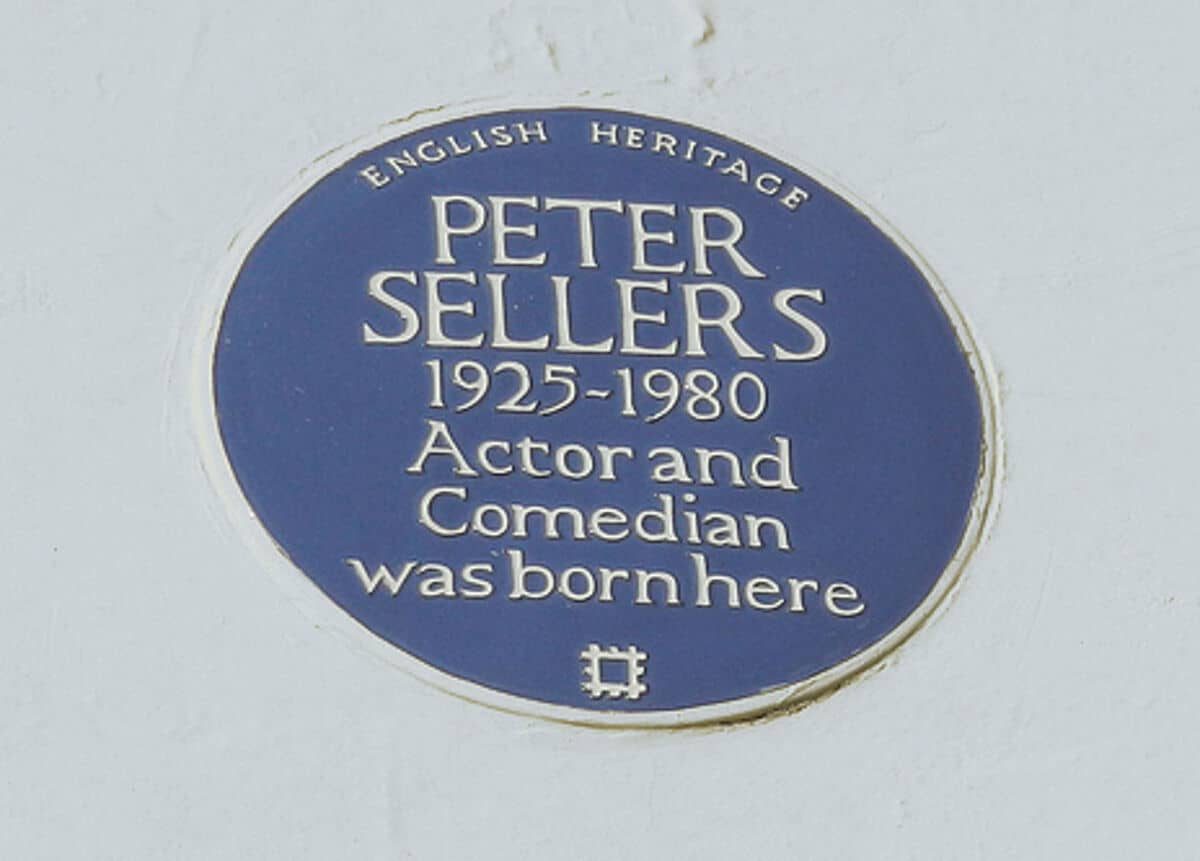 ENGLISH HERITAGE
PETER
SELLERS
1925-1980
Actor and
Comedian
was born here